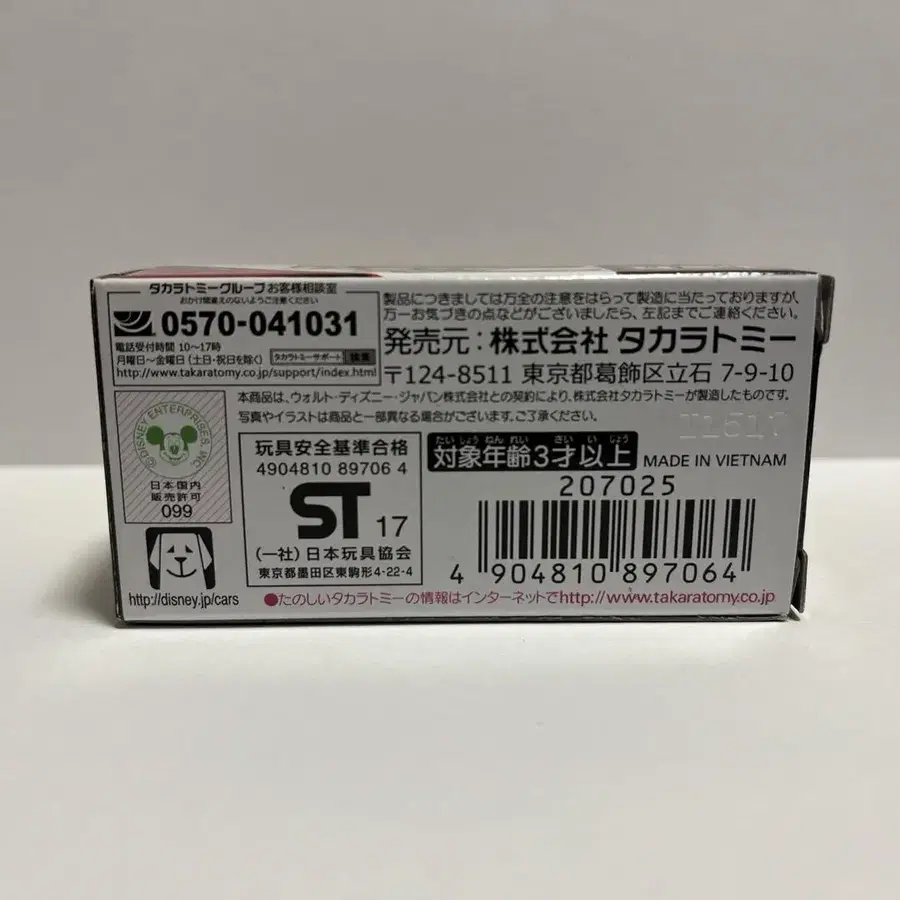 タカラトミーグループお客様相談室
おかけ間違えのないようご注意ください
0570-041031
電話受付時間 10〜17時
月曜日〜金曜日(土日・祝日を除く) タカラトミーサポート 検索
http://www.takaratomy.co.jp/support/index.html
製品につきましては万全の注意をはらって製造に当たっておりますが、
万一お気づきの点などがございましたら、左記までご連絡ください。
発売元:株式会社 タカラトミー
〒124-8511 東京都葛飾区立石 7-9-10
本商品は、ウォルト・ディズニー・ジャパン株式会社との契約により、株式会社タカラトミーが製造したものです。
写真やイラストは商品と一部異なる場合がございます。ご了承ください。
©DISNEY ENTERPRISES, INC.
日本国内
販売許可
099
http://disney.jp/cars
玩具安全基準合格
4904810 89706 4
ST 17
(一社)日本玩具協会
東京都墨田区東駒形4-22-4
たいしょうねんれい さい いじょう
対象年齢3才以上
MADE IN VIETNAM
207025
4 904810 897064
●たのしいタカラトミーの情報はインターネットでhttp://www.takaratomy.co.jp